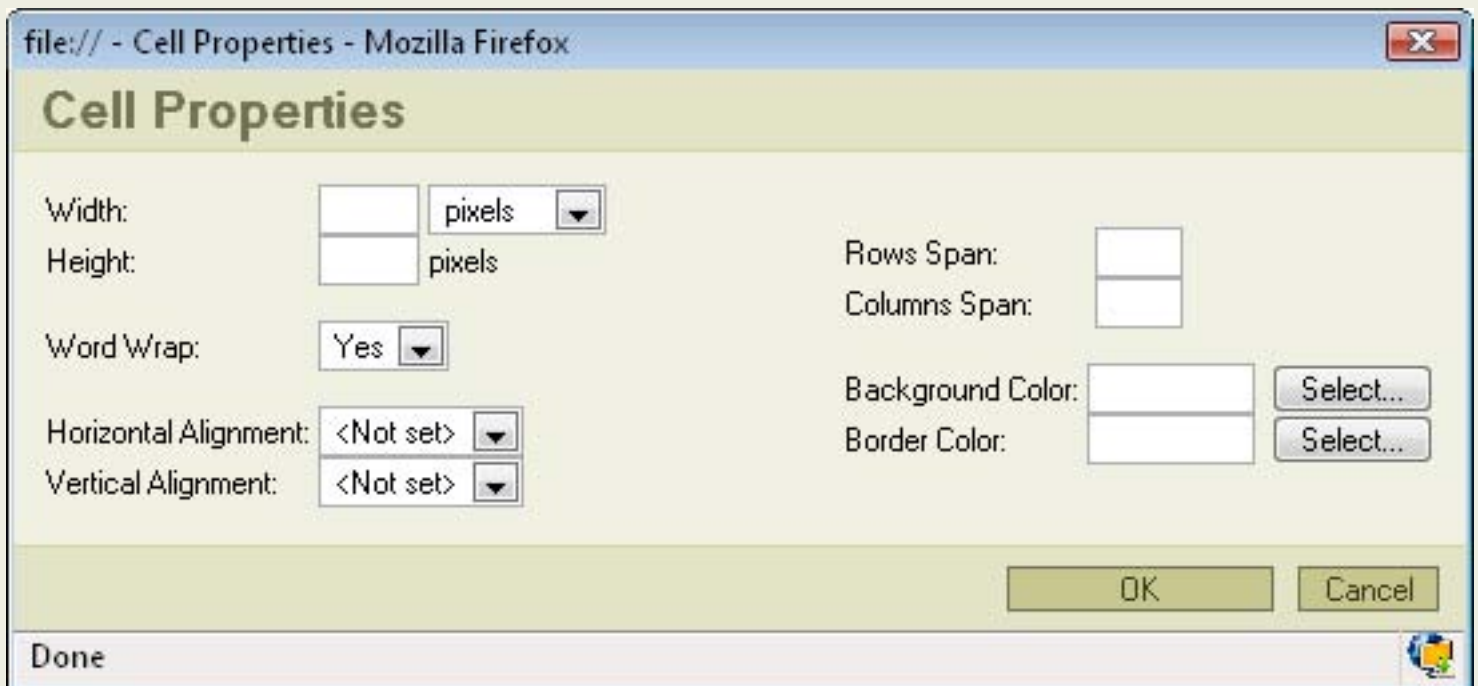 file:// - Cell Properties - Mozilla Firefox
Cell Properties
Width: pixels
Height: pixels
Word Wrap: Yes
Horizontal Alignment: <Not set>
Vertical Alignment: <Not set>
Rows Span:
Columns Span:
Background Color: Select...
Border Color: Select...
OK Cancel
Done